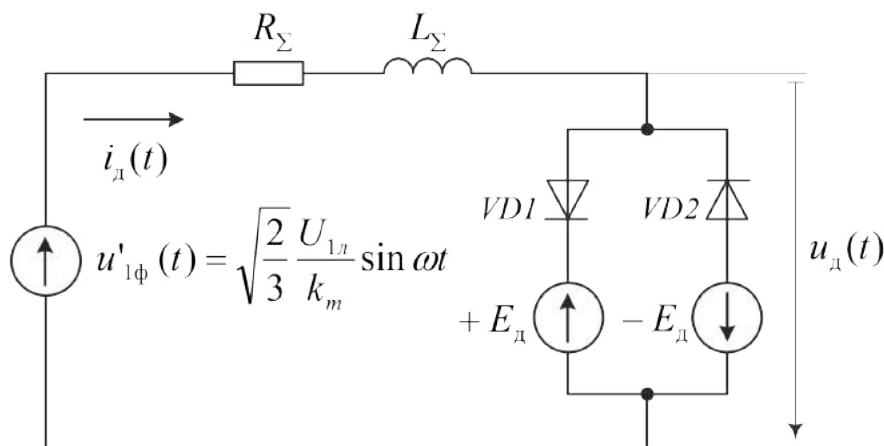 R_Σ L_Σ
i_д(t)
VD1 VD2
u'_1ф(t) = √(2/3) U_1л/k_m sin ωt
u_д(t)
+ E_д − E_д